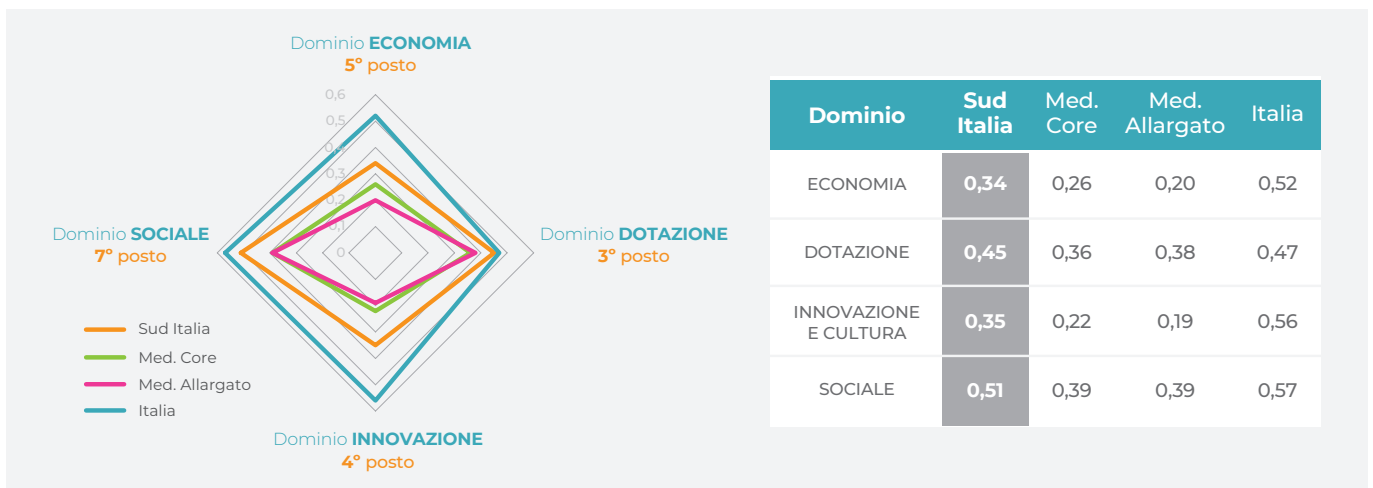 Dominio ECONOMIA
5° posto
0,6
0,5
0,4
0,3
0,2
0,1
0
Dominio SOCIALE
7° posto
Dominio DOTAZIONE
3° posto
Sud Italia
Med. Core
Med. Allargato
Italia
Dominio INNOVAZIONE
4° posto
Dominio Sud Italia Med. Core Med. Allargato Italia
ECONOMIA 0,34 0,26 0,20 0,52
DOTAZIONE 0,45 0,36 0,38 0,47
INNOVAZIONE
E CULTURA 0,35 0,22 0,19 0,56
SOCIALE 0,51 0,39 0,39 0,57